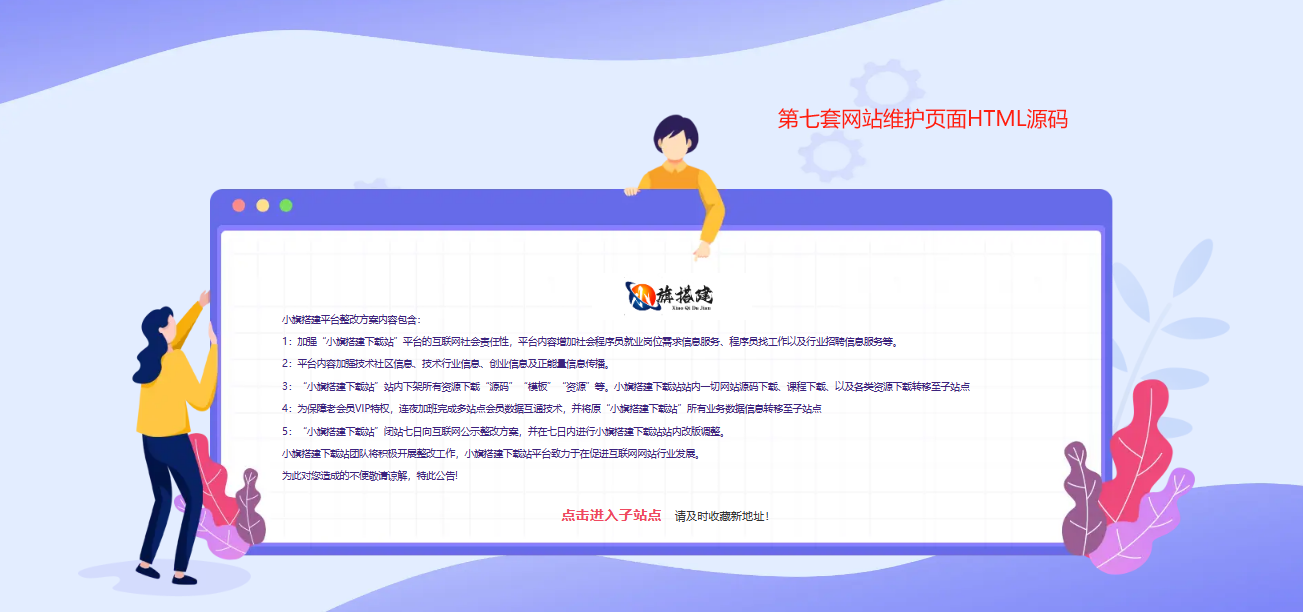 第七套网站维护页面HTML源码
小旗搭建
Xiao Qi Da Jian
小旗搭建平台整改方案内容包含：
1：加强“小旗搭建下载站”平台的互联网社会责任性，平台内容增加社会程序员就业岗位需求信息服务、程序员找工作以及行业招聘信息服务等。
2：平台内容加强技术社区信息、技术行业信息、创业信息及正能量信息传播。
3：“小旗搭建下载站”站内下架所有资源下载“源码”“模板”“资源”等。小旗搭建下载站站内一切网站源码下载、课程下载、以及各类资源下载转移至子站点
4：为保障老会员VIP特权，连夜加班完成多站点会员数据互通技术，并将原“小旗搭建下载站”所有业务数据信息转移至子站点
5：“小旗搭建下载站”闭站七日向互联网公示整改方案，并在七日内进行小旗搭建下载站站内改版调整。
小旗搭建下载站团队将积极开展整改工作，小旗搭建下载站平台致力于在促进互联网网站行业发展。
为此对您造成的不便敬请谅解，特此公告!
点击进入子站点 请及时收藏新地址！